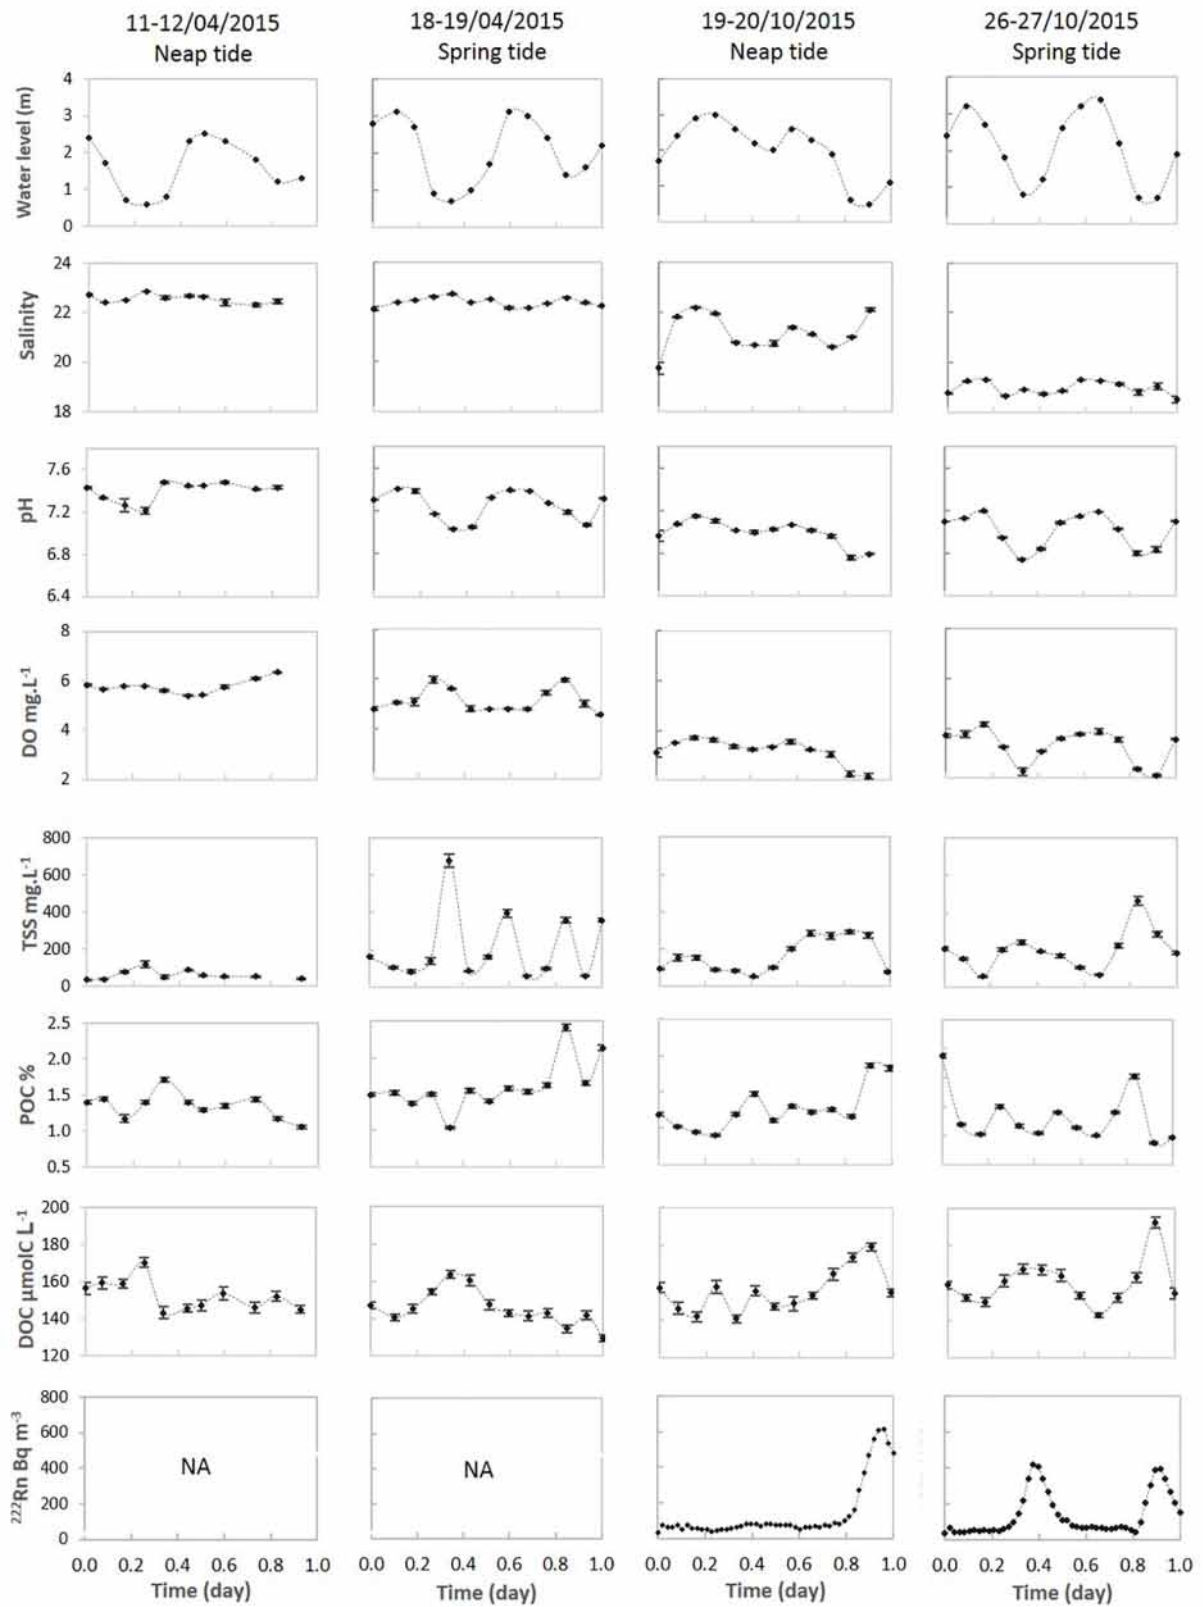 11-12/04/2015 18-19/04/2015 19-20/10/2015 26-27/10/2015
Neap tide Spring tide Neap tide Spring tide
Water level (m)
4
3
2
1
0
Salinity
24
22
20
18
pH
7.6
7.2
6.8
6.4
DO mg.L⁻¹
8
6
4
2
TSS mg.L⁻¹
800
600
400
200
0
POC %
2.5
2.0
1.5
1.0
0.5
DOC µmolC L⁻¹
200
180
160
140
120
²²²Rn Bq m⁻³
800
600
400
200
0
NA NA
0.0 0.2 0.4 0.6 0.8 1.0 0.0 0.2 0.4 0.6 0.8 1.0 0.0 0.2 0.4 0.6 0.8 1.0 0.0 0.2 0.4 0.6 0.8 1.0
Time (day) Time (day) Time (day) Time (day)